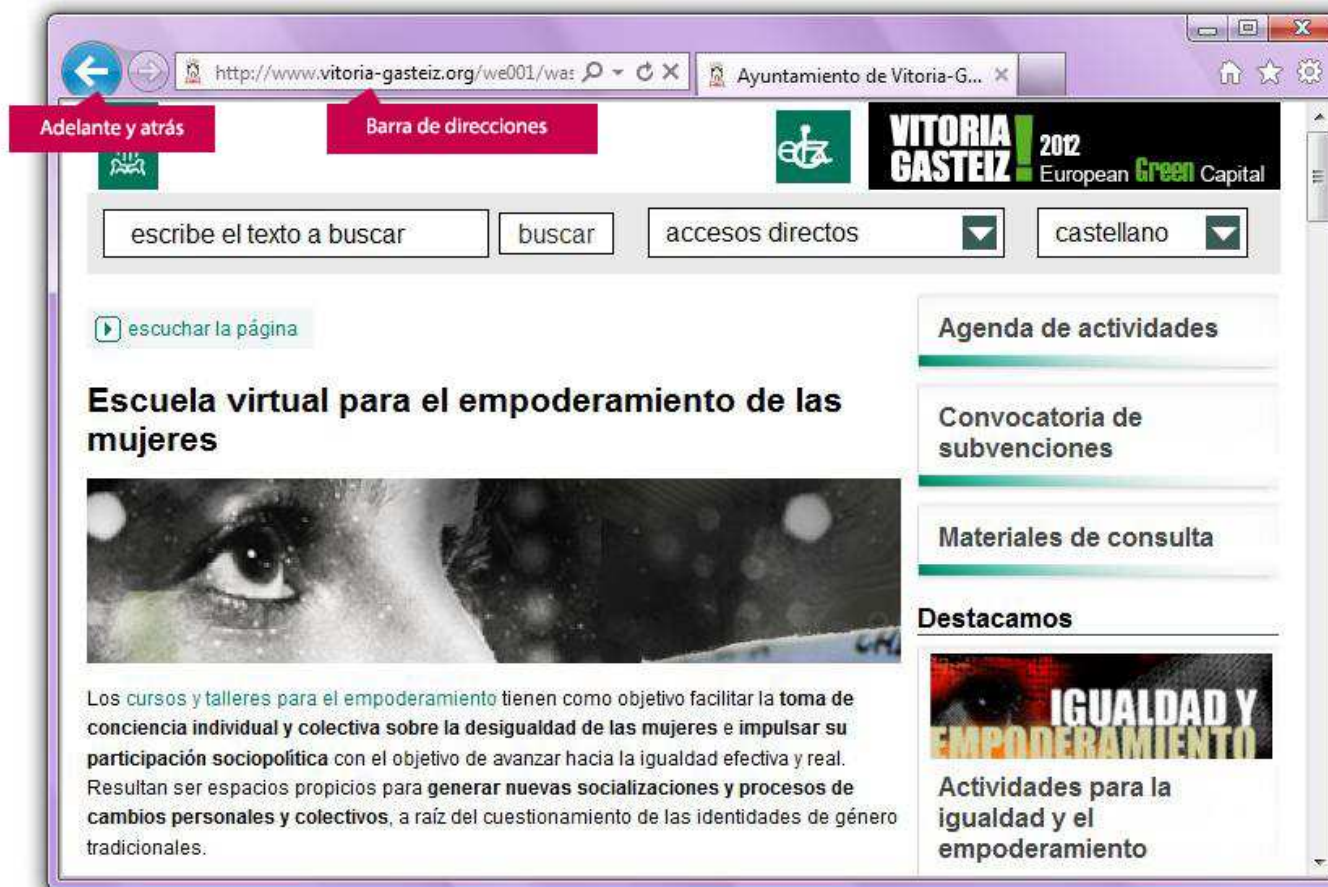 http://www.vitoria-gasteiz.org/we001/was
Ayuntamiento de Vitoria-G...
Adelante y atrás
Barra de direcciones
VITORIA GASTEIZ! 2012
European Green Capital
escribe el texto a buscar
buscar
accesos directos
castellano
escuchar la página
Escuela virtual para el empoderamiento de las
mujeres
Los cursos y talleres para el empoderamiento tienen como objetivo facilitar la toma de
conciencia individual y colectiva sobre la desigualdad de las mujeres e impulsar su
participación sociopolítica con el objetivo de avanzar hacia la igualdad efectiva y real.
Resultan ser espacios propicios para generar nuevas socializaciones y procesos de
cambios personales y colectivos, a raíz del cuestionamiento de las identidades de género
tradicionales.
Agenda de actividades
Convocatoria de
subvenciones
Materiales de consulta
Destacamos
IGUALDAD Y
EMPODERAMIENTO
Actividades para la
igualdad y el
empoderamiento